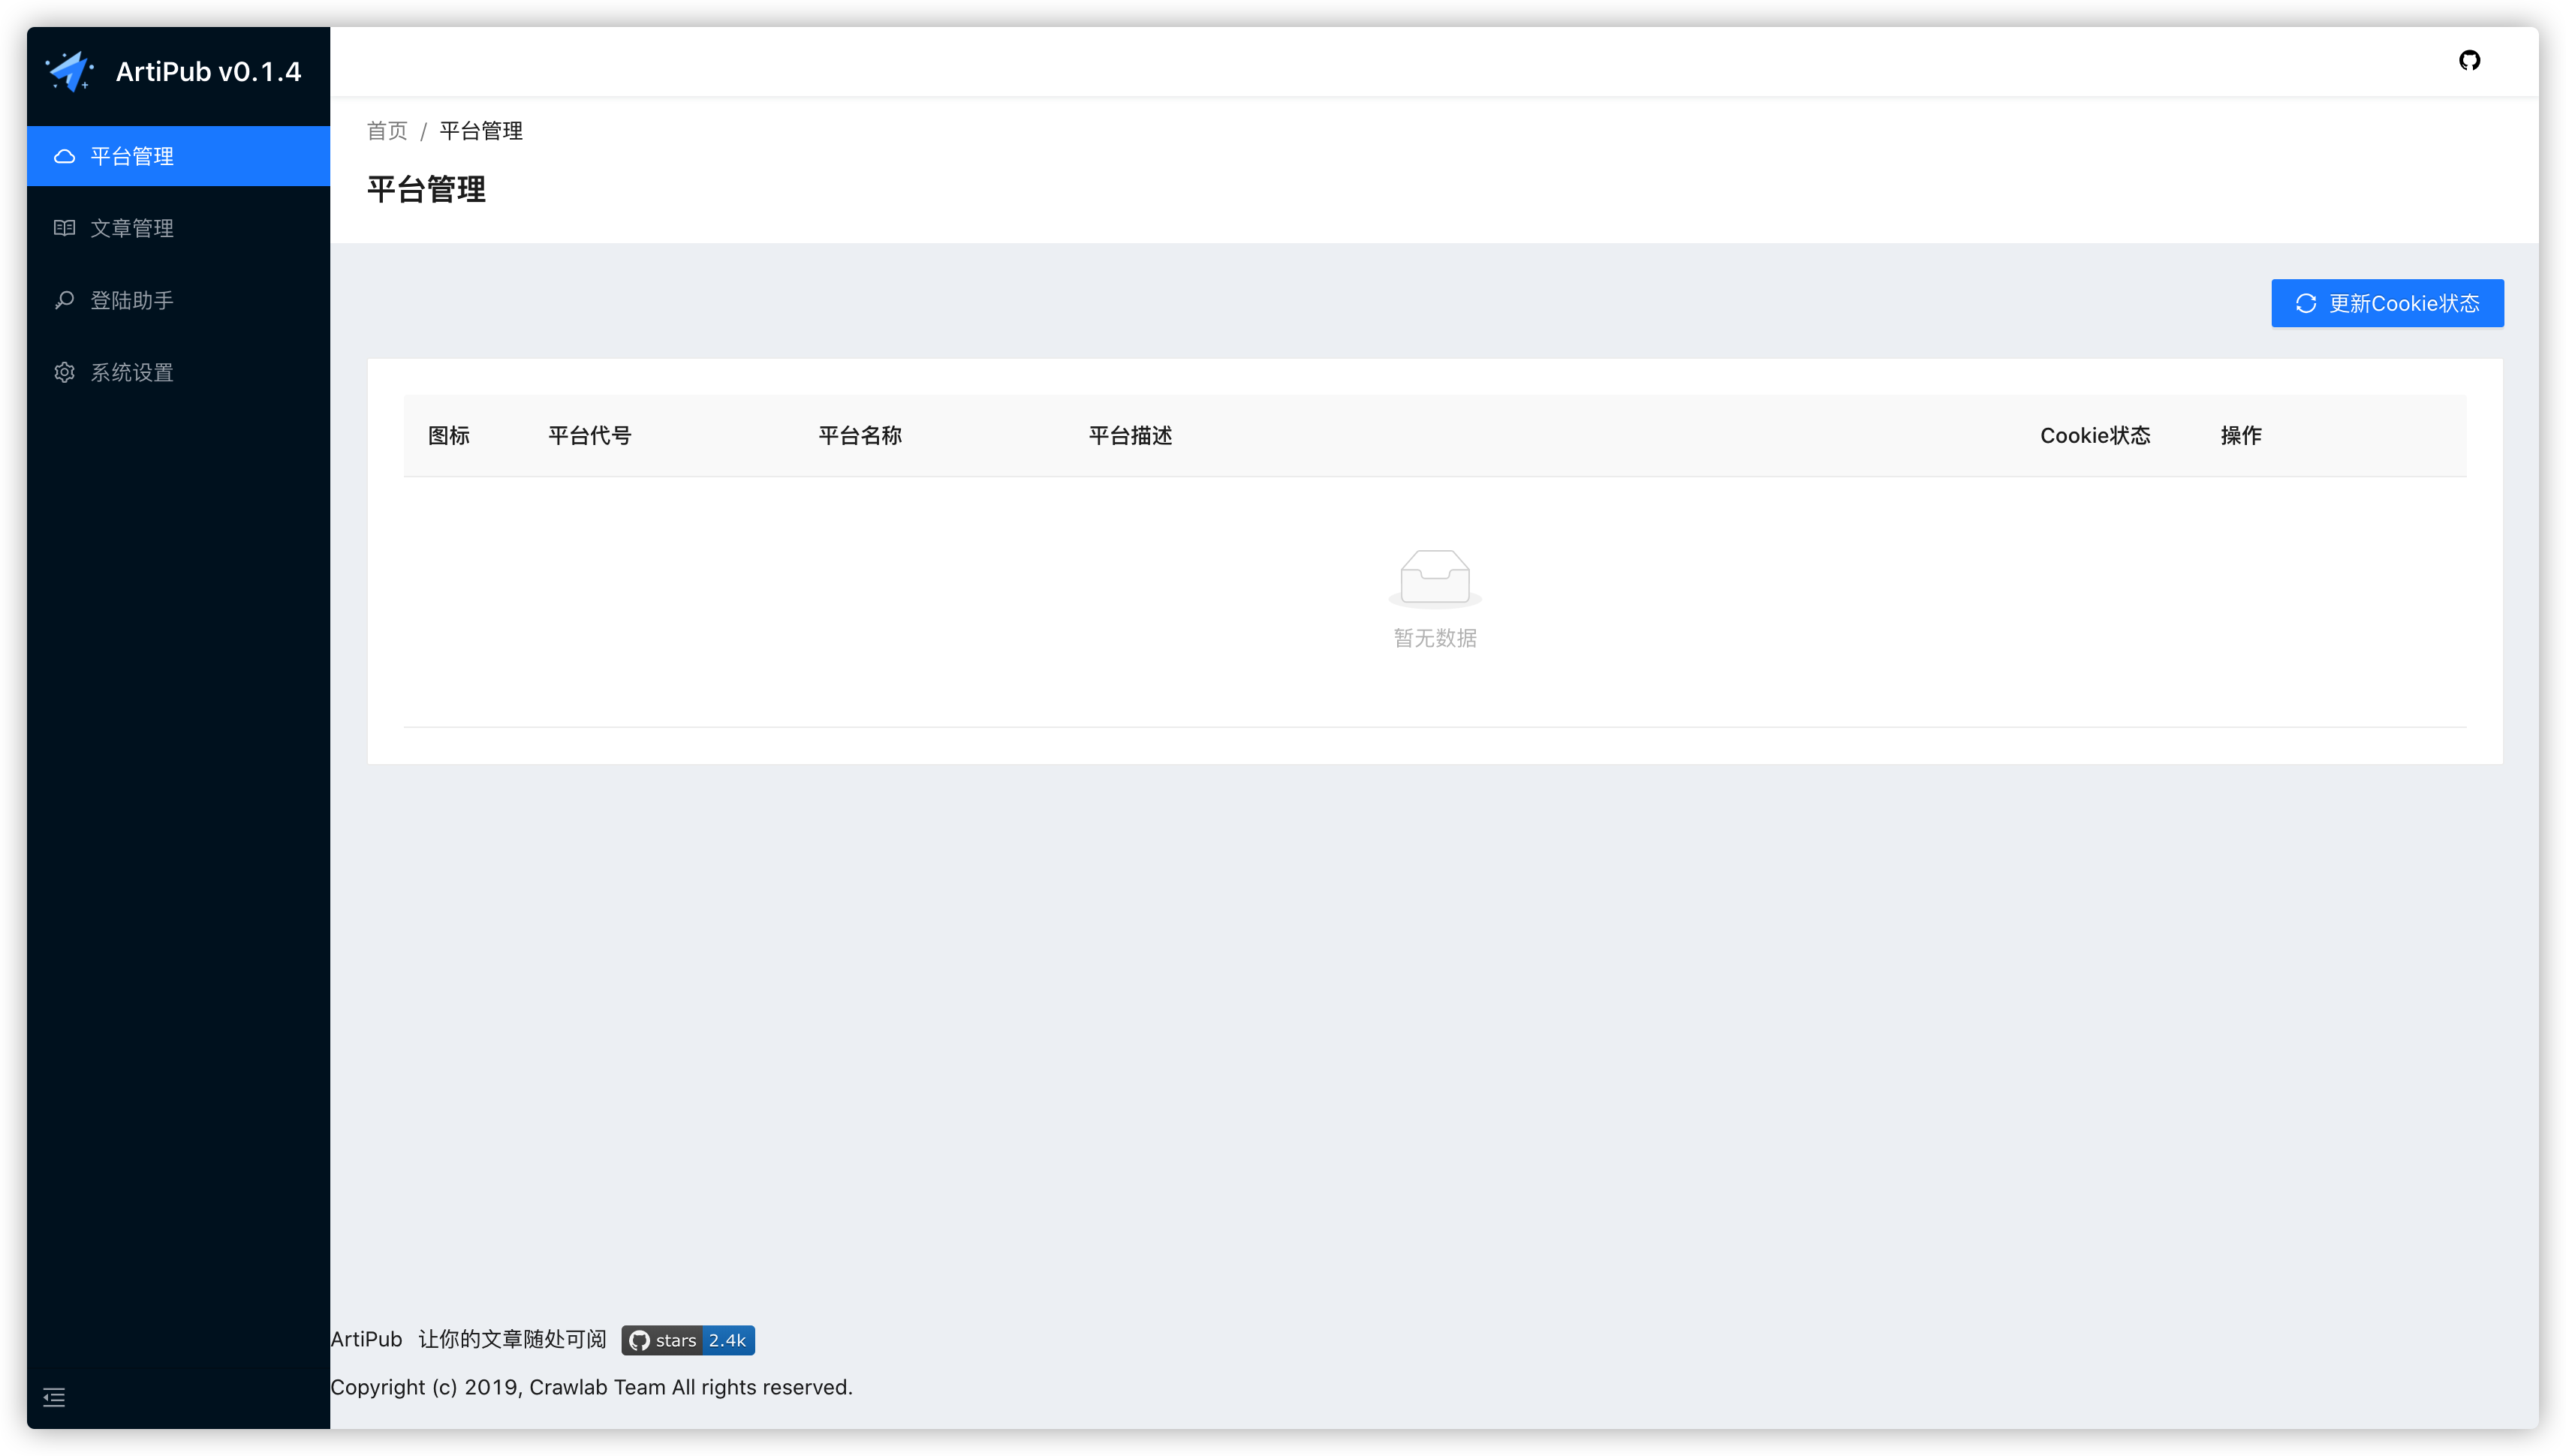 ArtiPub v0.1.4
平台管理
文章管理
登陆助手
系统设置
首页 / 平台管理
平台管理
更新Cookie状态
图标 平台代号 平台名称 平台描述 Cookie状态 操作
暂无数据
ArtiPub 让你的文章随处可阅 stars 2.4k
Copyright (c) 2019, Crawlab Team All rights reserved.